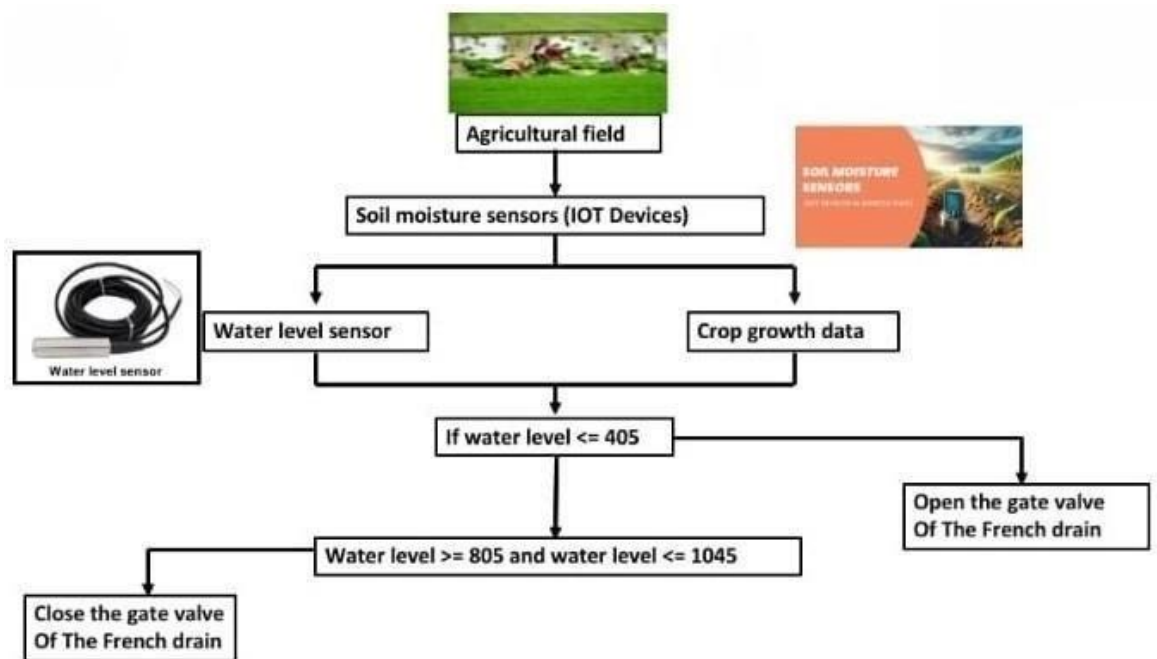 Agricultural field
SOIL MOISTURE
SENSORS
Soil moisture sensors (IOT Devices)
Water level sensor
Water level sensor
Crop growth data
If water level <= 405
Open the gate valve
Of The French drain
Water level >= 805 and water level <= 1045
Close the gate valve
Of The French drain